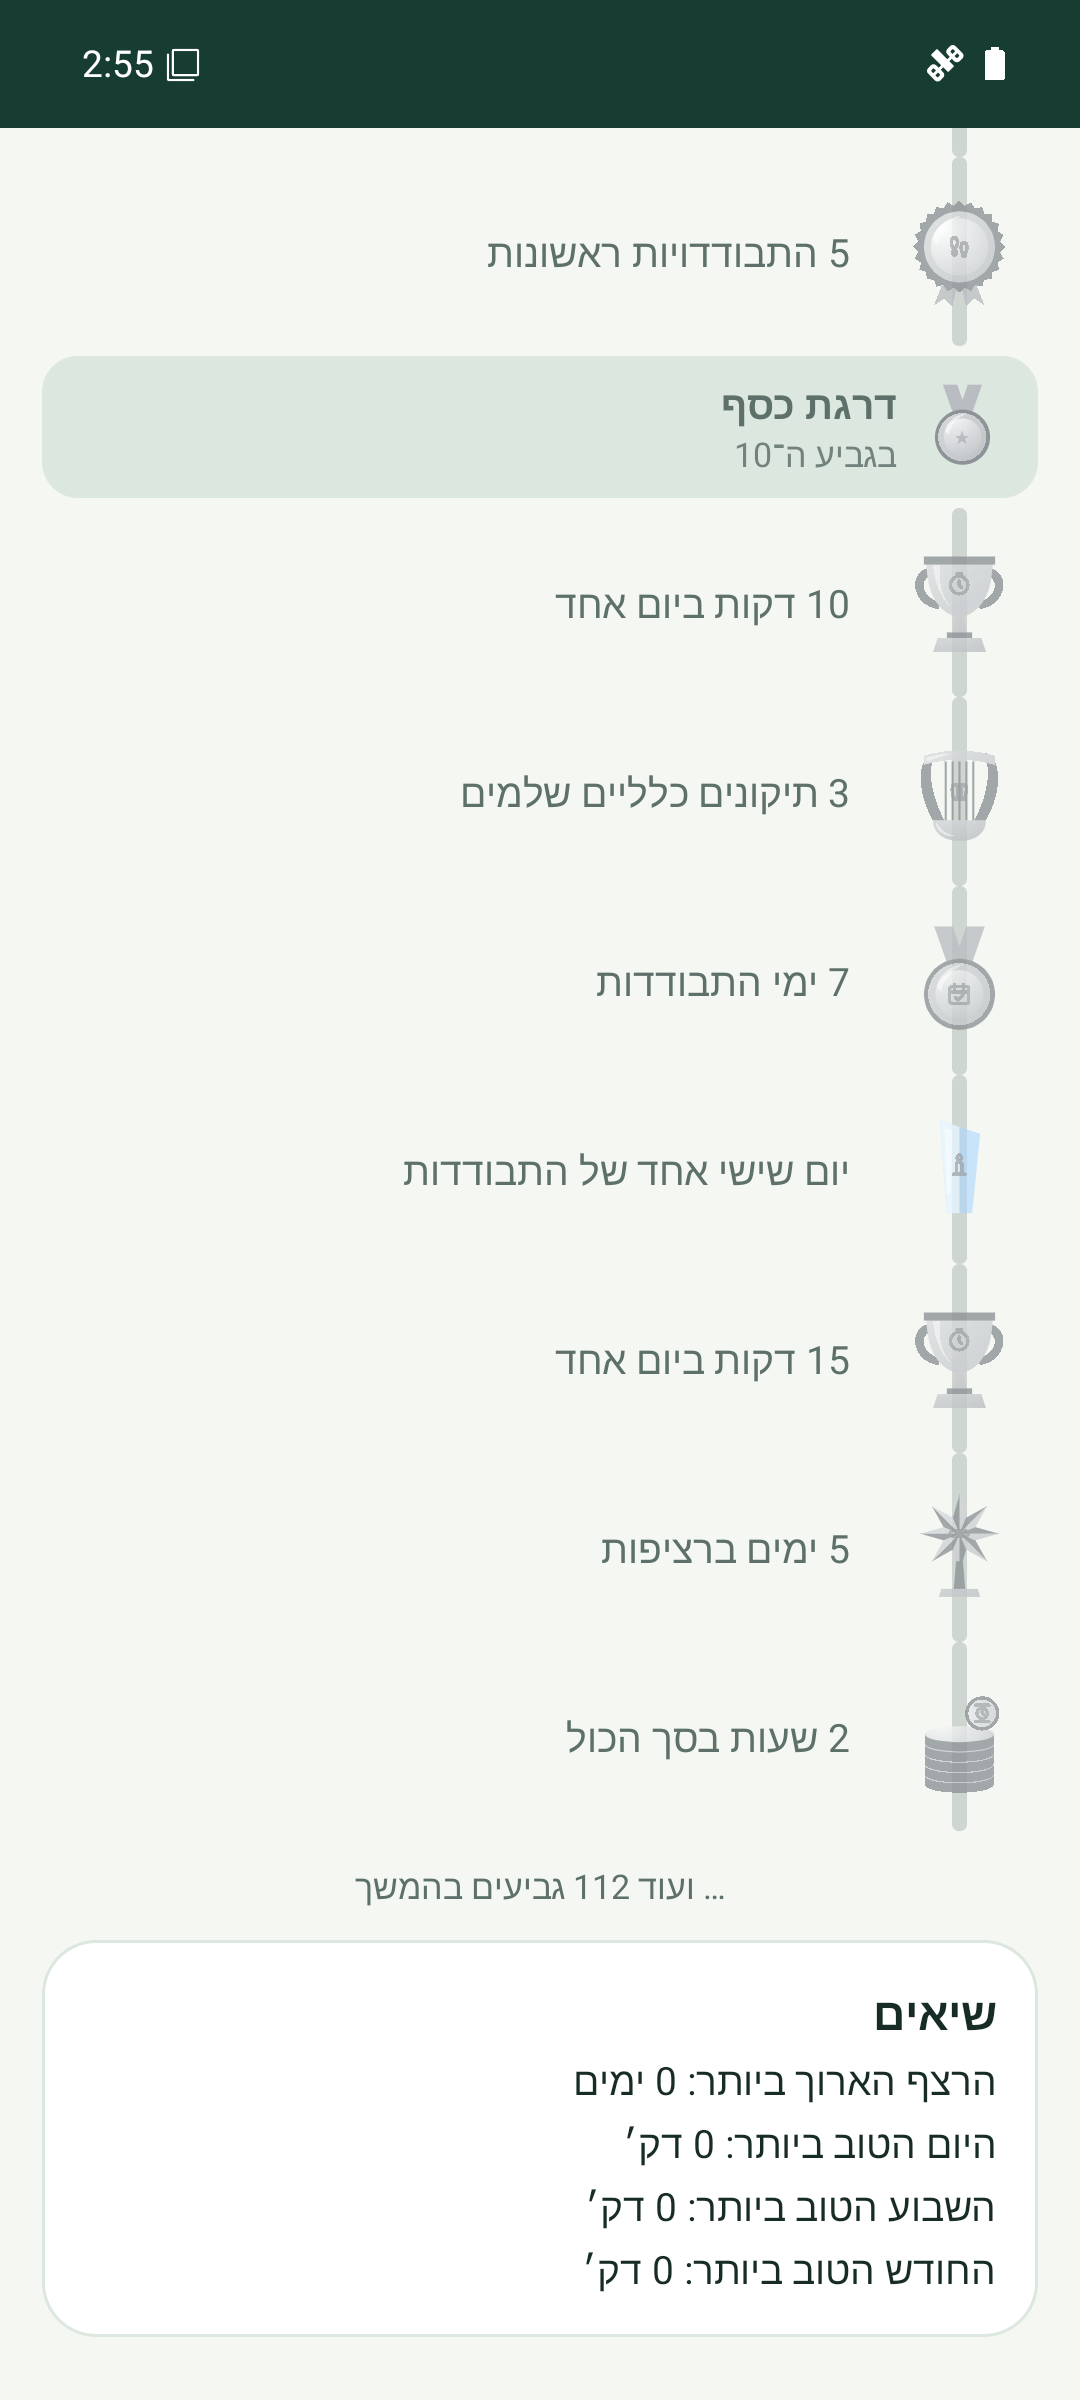 2:55
5 התבודדויות ראשונות
דרגת כסף
בגביע ה־10
10 דקות ביום אחד
3 תיקונים כלליים שלמים
7 ימי התבודדות
יום שישי אחד של התבודדות
15 דקות ביום אחד
5 ימים ברציפות
2 שעות בסך הכול
... ועוד 112 גביעים בהמשך
שיאים
הרצף הארוך ביותר: 0 ימים
היום הטוב ביותר: 0 דק׳
השבוע הטוב ביותר: 0 דק׳
החודש הטוב ביותר: 0 דק׳